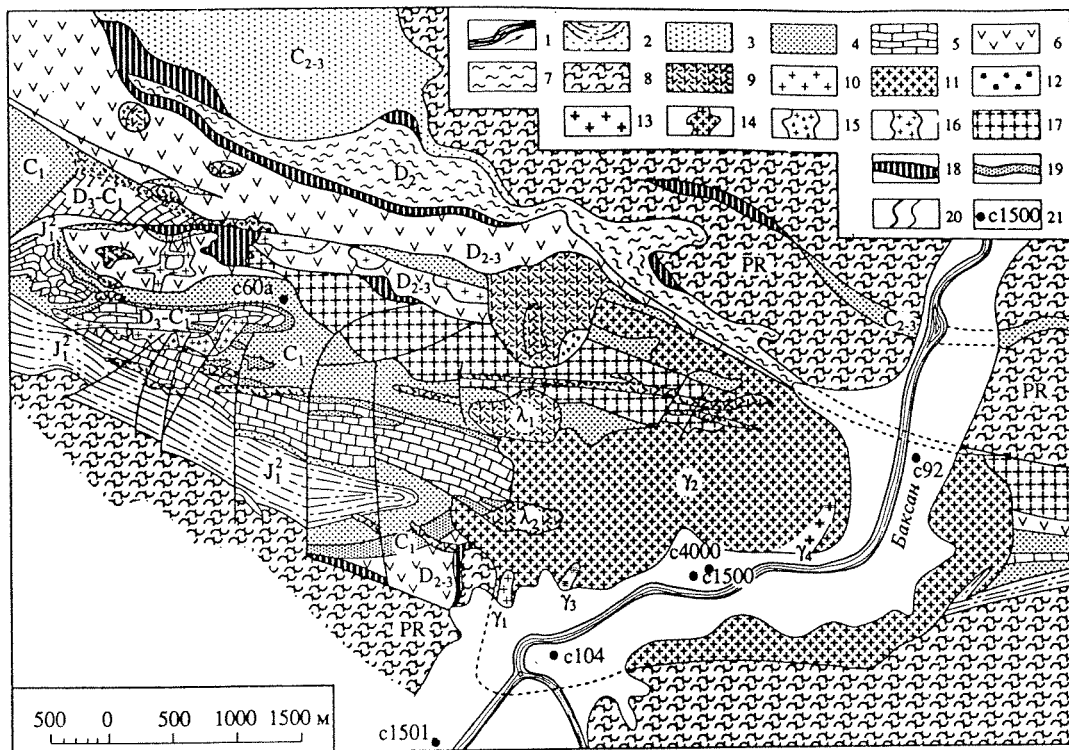 1 2 3 4 5 6
7 8 9 10 11
12
13 14 15 16 17
18 19
20 c1500 21
C₂₋₃
C₁
D₂
D₃-C₁
D₂₋₃
PR
J₁
c60a
D₂₋₃
C₂₋₃
D₃-C₁
J₁²
C₁
PR
λ₁
c92
γ₂
Баксан
J₁²
λ₂
C₁
γ₄
c4000
c1500
D₂₋₃
γ₃
γ₁
PR
c104
500 0 500 1000 1500 м
c1501